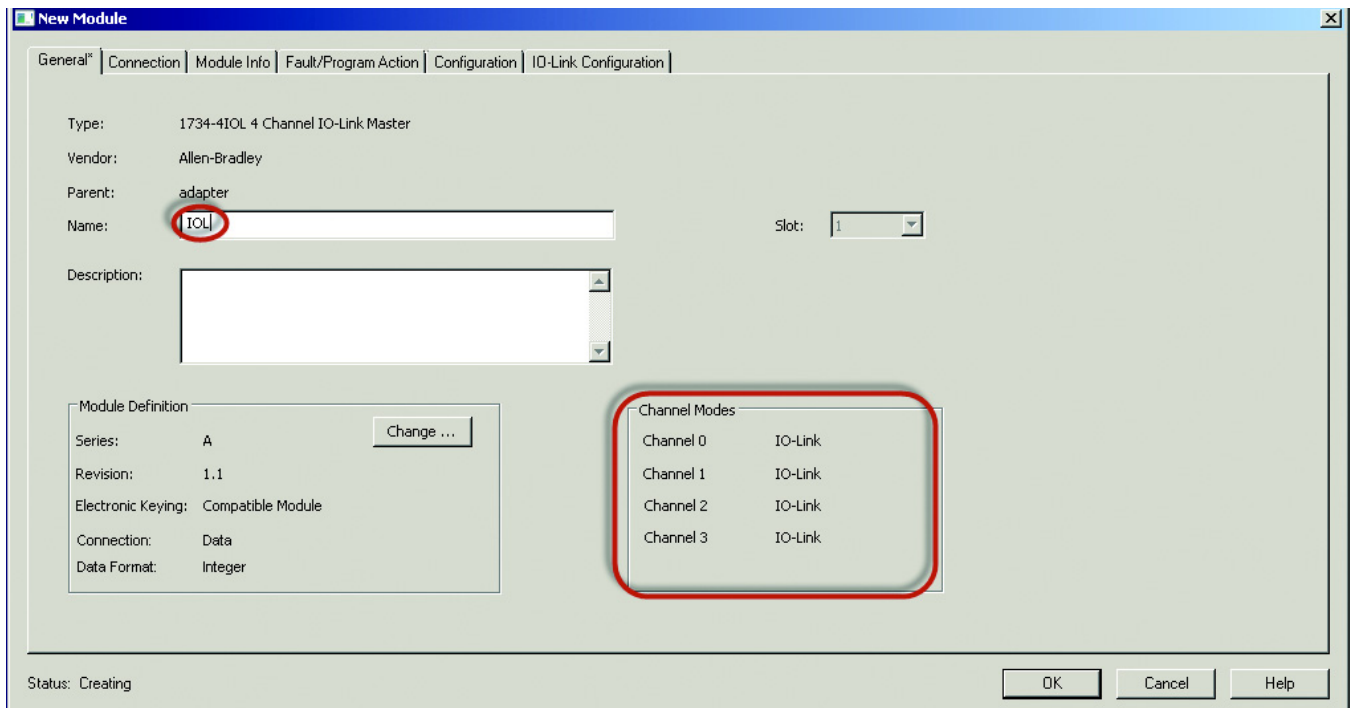 New Module
General* Connection Module Info Fault/Program Action Configuration IO-Link Configuration
Type: 1734-4IOL 4 Channel IO-Link Master
Vendor: Allen-Bradley
Parent: adapter
Name: IOL
Slot: 1
Description:
Module Definition
Change ...
Series: A
Revision: 1.1
Electronic Keying: Compatible Module
Connection: Data
Data Format: Integer
Channel Modes
Channel 0 IO-Link
Channel 1 IO-Link
Channel 2 IO-Link
Channel 3 IO-Link
Status: Creating
OK Cancel Help